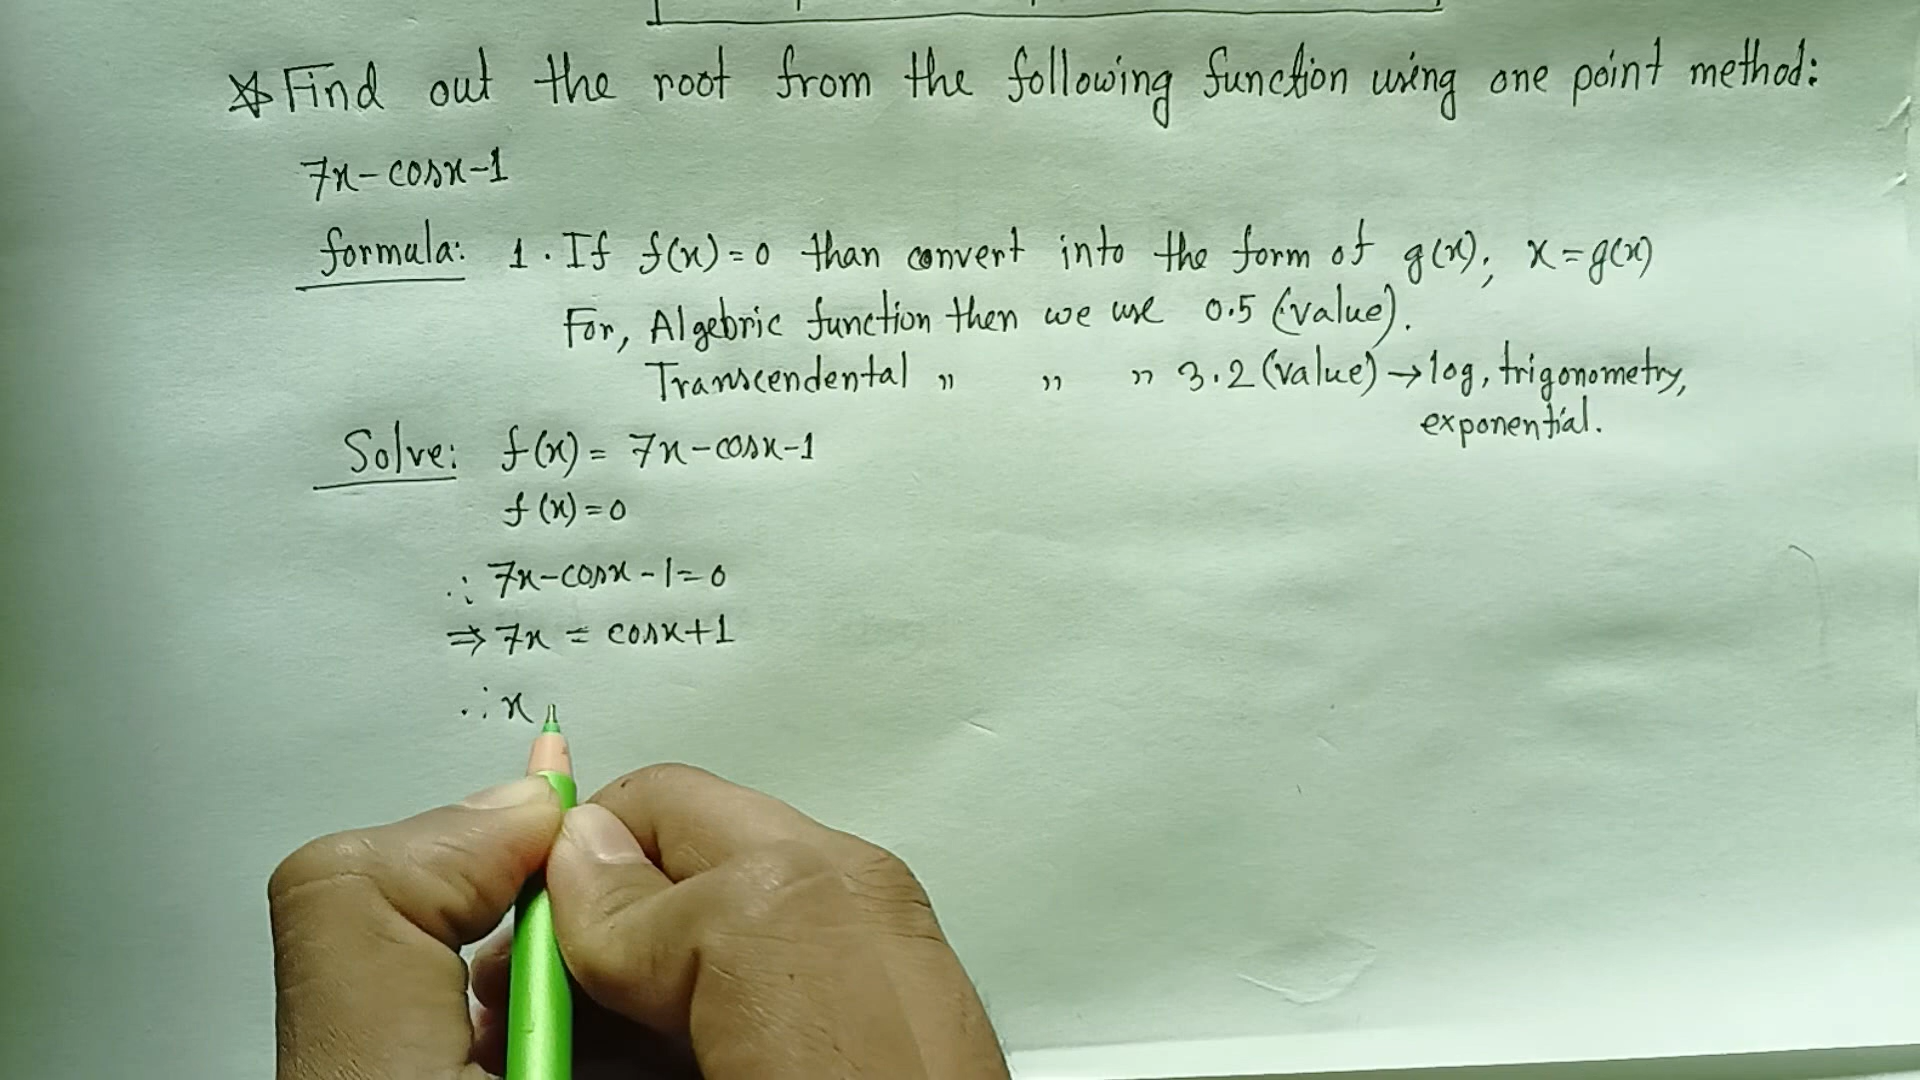 Find out the root from the following function using one point method:
7x-cosx-1
formula: 1. If f(x)=0 than convert into the form of g(x); x=g(x)
For, Algebric function then we use 0.5 (value).
Transcendental " " " 3.2 (value) → log, trigonometry,
exponential.
Solve: f(x) = 7x-cosx-1
f(x)=0
∴ 7x-cosx-1=0
⇒ 7x = cosx+1
∴ x